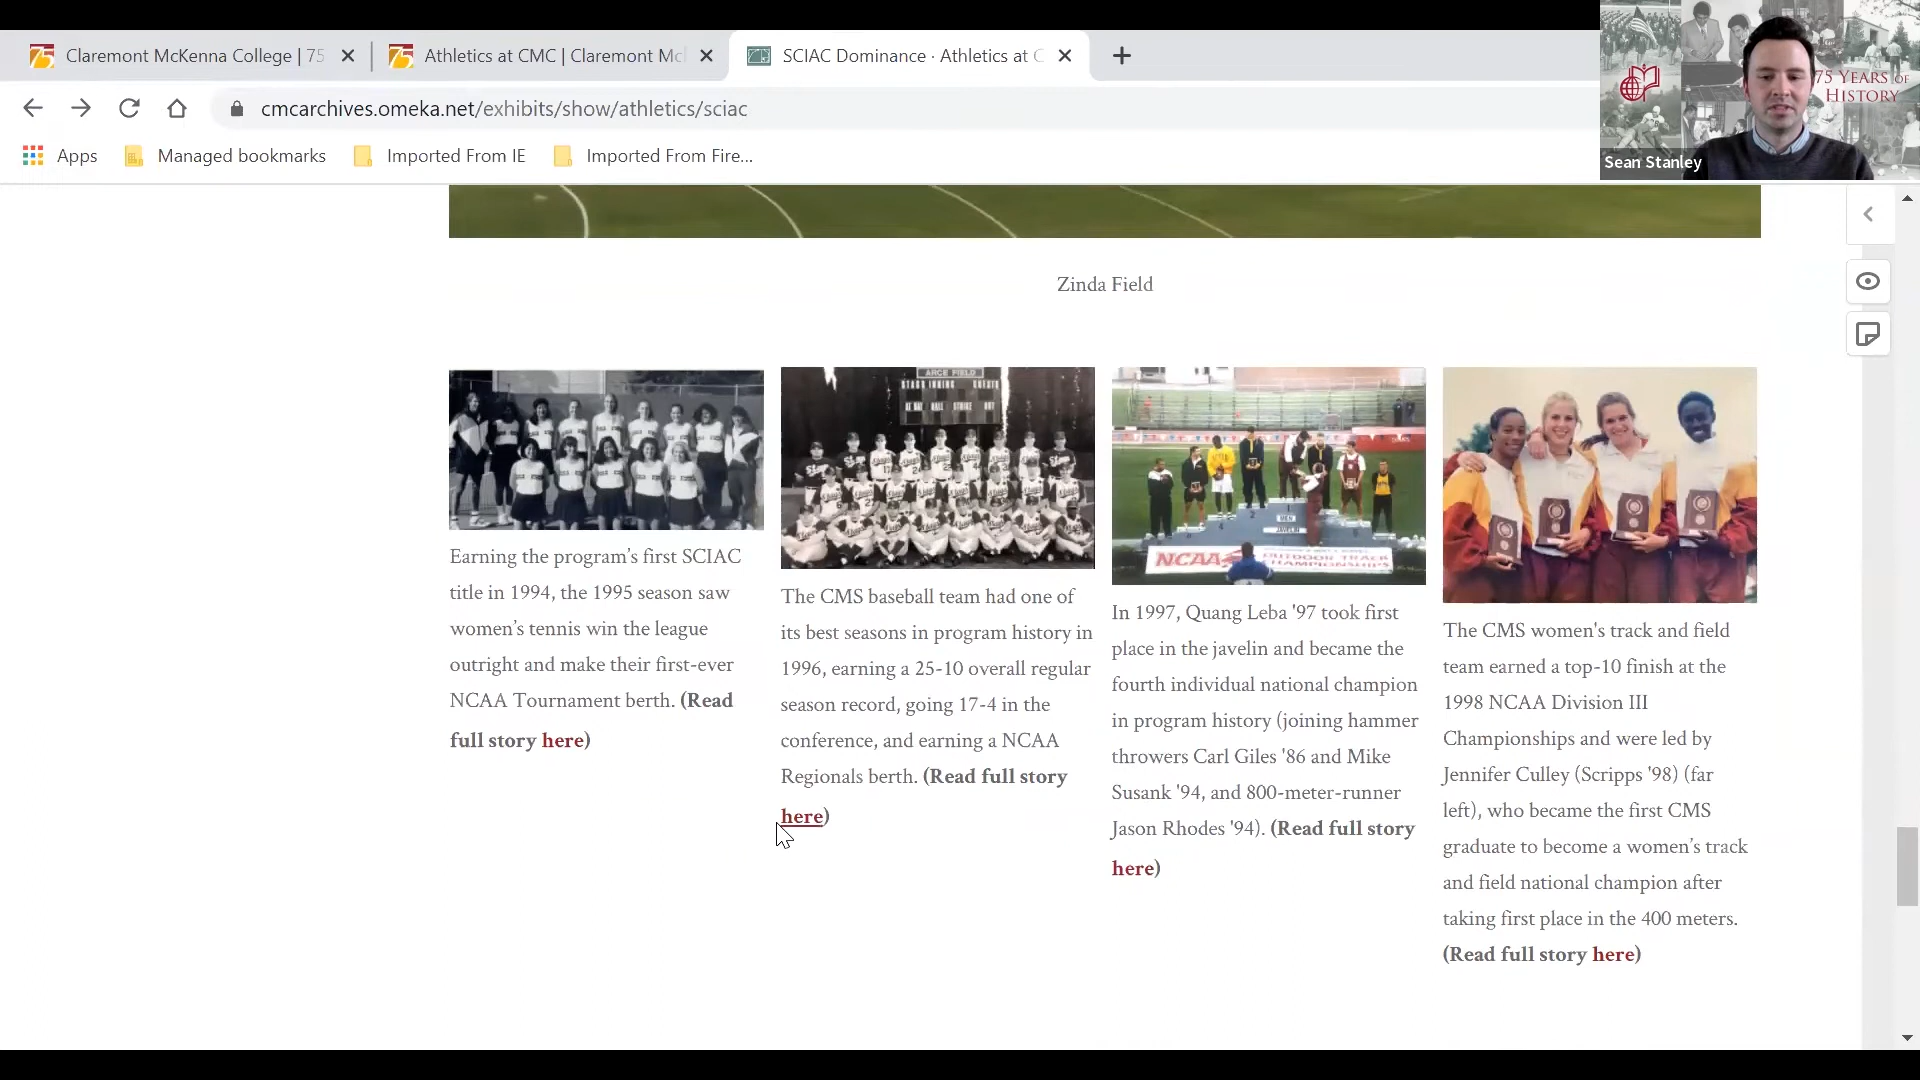 Claremont McKenna College | 75
Athletics at CMC | Claremont Mc
SCIAC Dominance · Athletics at C
cmcarchives.omeka.net/exhibits/show/athletics/sciac
Apps
Managed bookmarks
Imported From IE
Imported From Fire...
75 YEARS OF
HISTORY
Sean Stanley
Zinda Field
Earning the program's first SCIAC
title in 1994, the 1995 season saw
women's tennis win the league
outright and make their first-ever
NCAA Tournament berth. (Read
full story here)
ARCE FIELD
The CMS baseball team had one of
its best seasons in program history in
1996, earning a 25-10 overall regular
season record, going 17-4 in the
conference, and earning a NCAA
Regionals berth. (Read full story
here)
NCAA
OUTDOOR TRACK
CHAMPIONSHIPS
In 1997, Quang Leba '97 took first
place in the javelin and became the
fourth individual national champion
in program history (joining hammer
throwers Carl Giles '86 and Mike
Susank '94, and 800-meter-runner
Jason Rhodes '94). (Read full story
here)
The CMS women's track and field
team earned a top-10 finish at the
1998 NCAA Division III
Championships and were led by
Jennifer Culley (Scripps '98) (far
left), who became the first CMS
graduate to become a women's track
and field national champion after
taking first place in the 400 meters.
(Read full story here)